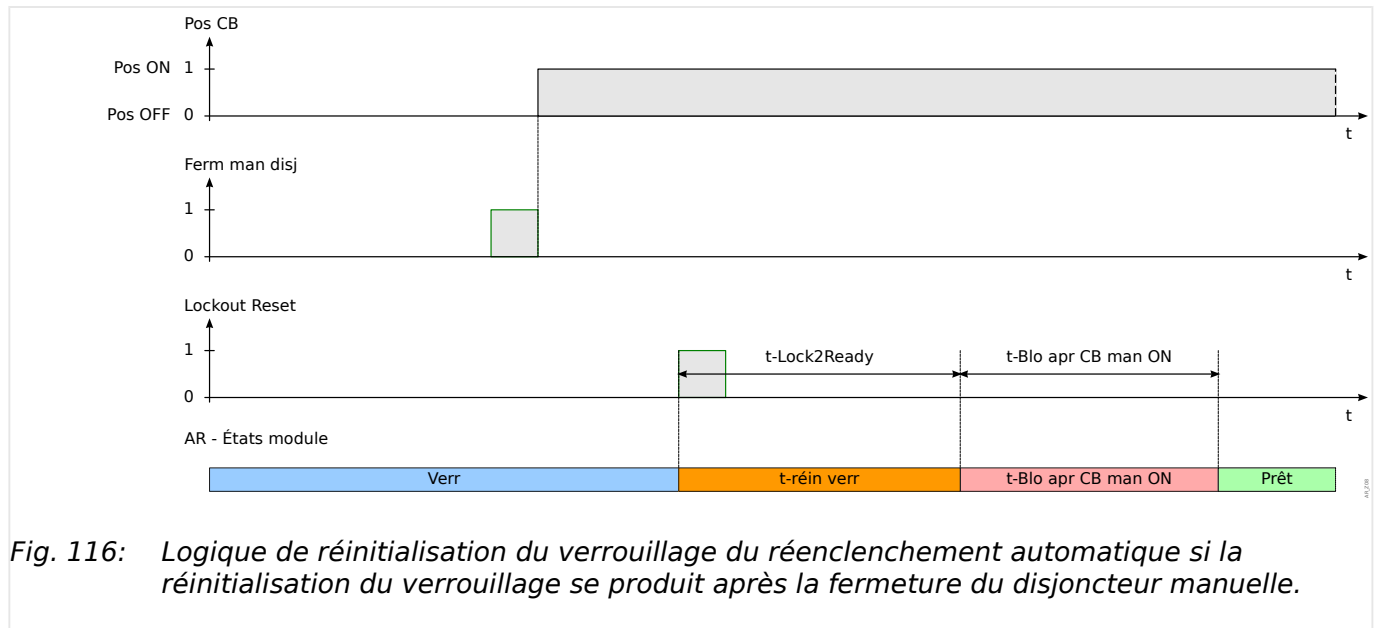 Pos CB
Pos ON 1
Pos OFF 0
t
Ferm man disj
1
0
t
Lockout Reset
1
t-Lock2Ready t-Blo apr CB man ON
0
t
AR - États module
Verr t-réin verr t-Blo apr CB man ON Prêt
Fig. 116: Logique de réinitialisation du verrouillage du réenclenchement automatique si la
réinitialisation du verrouillage se produit après la fermeture du disjoncteur manuelle.